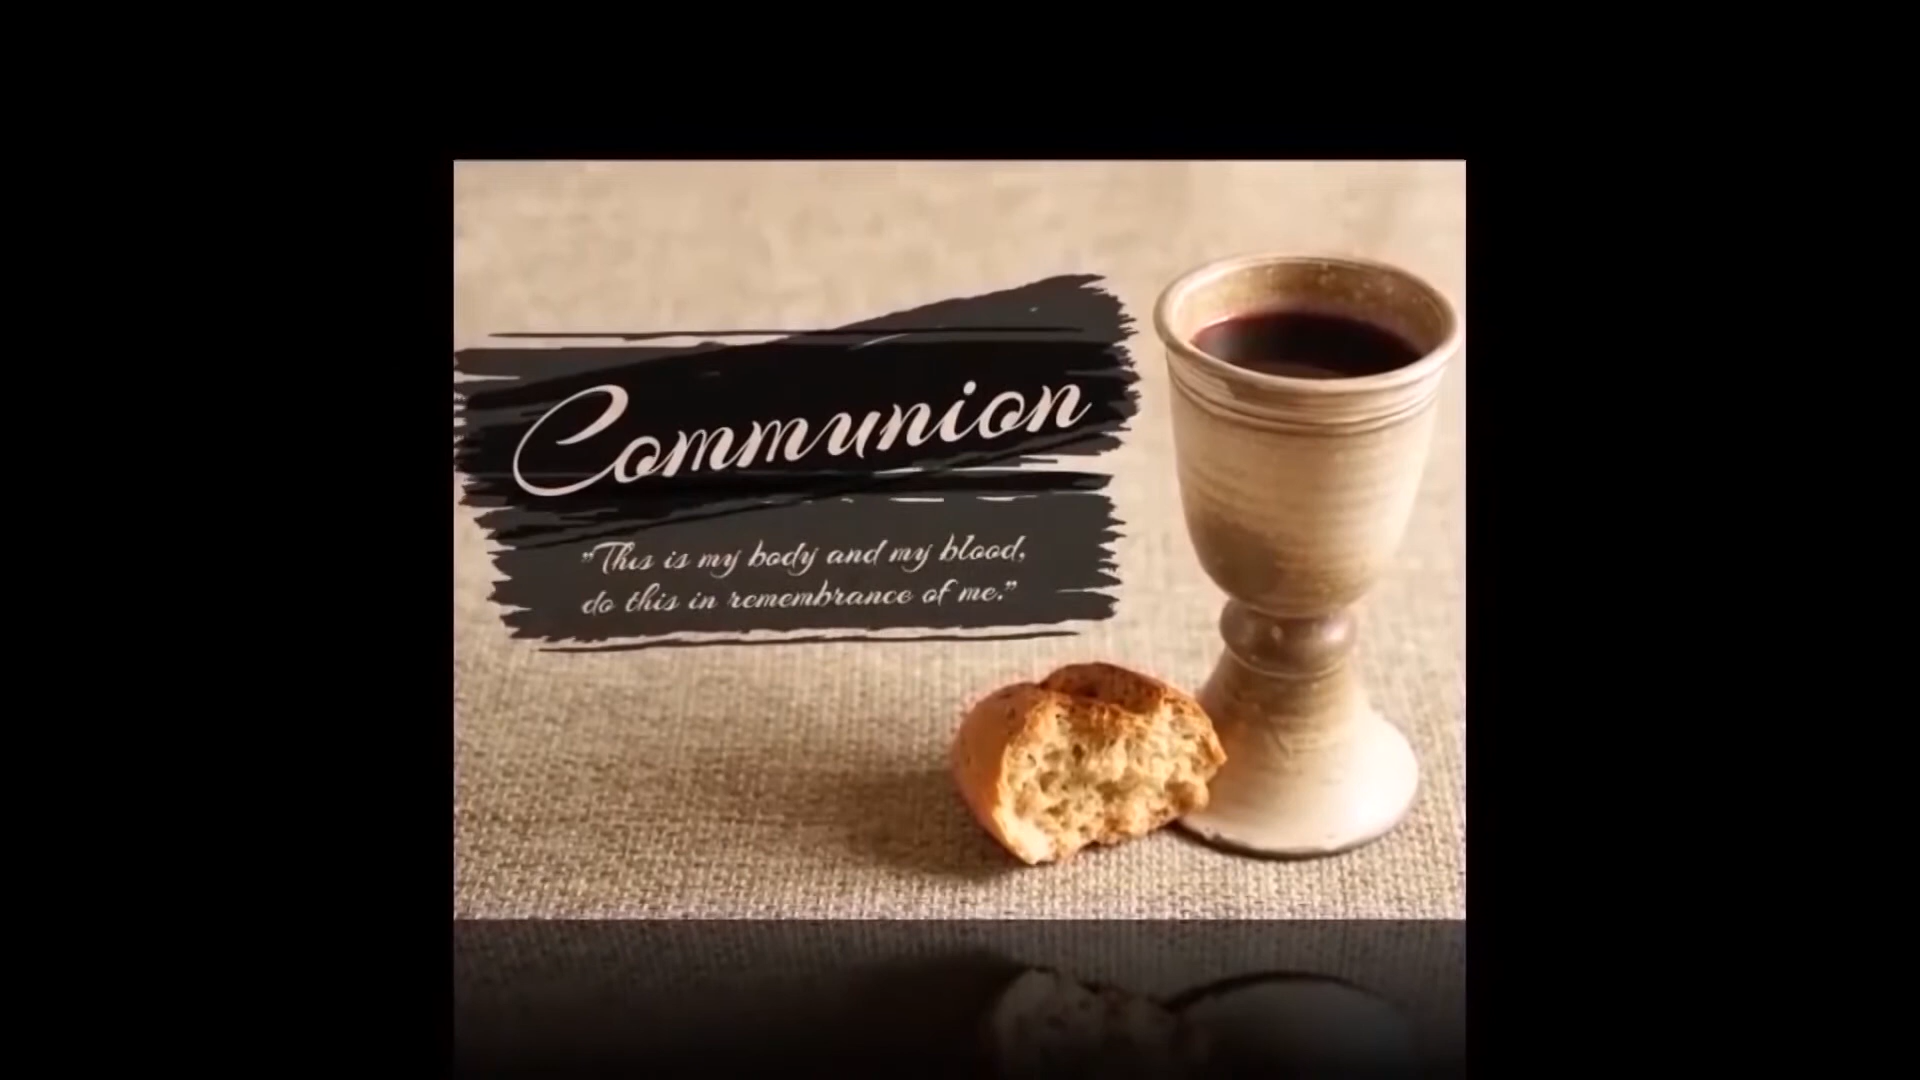 Communion
"This is my body and my blood,
do this in remembrance of me."